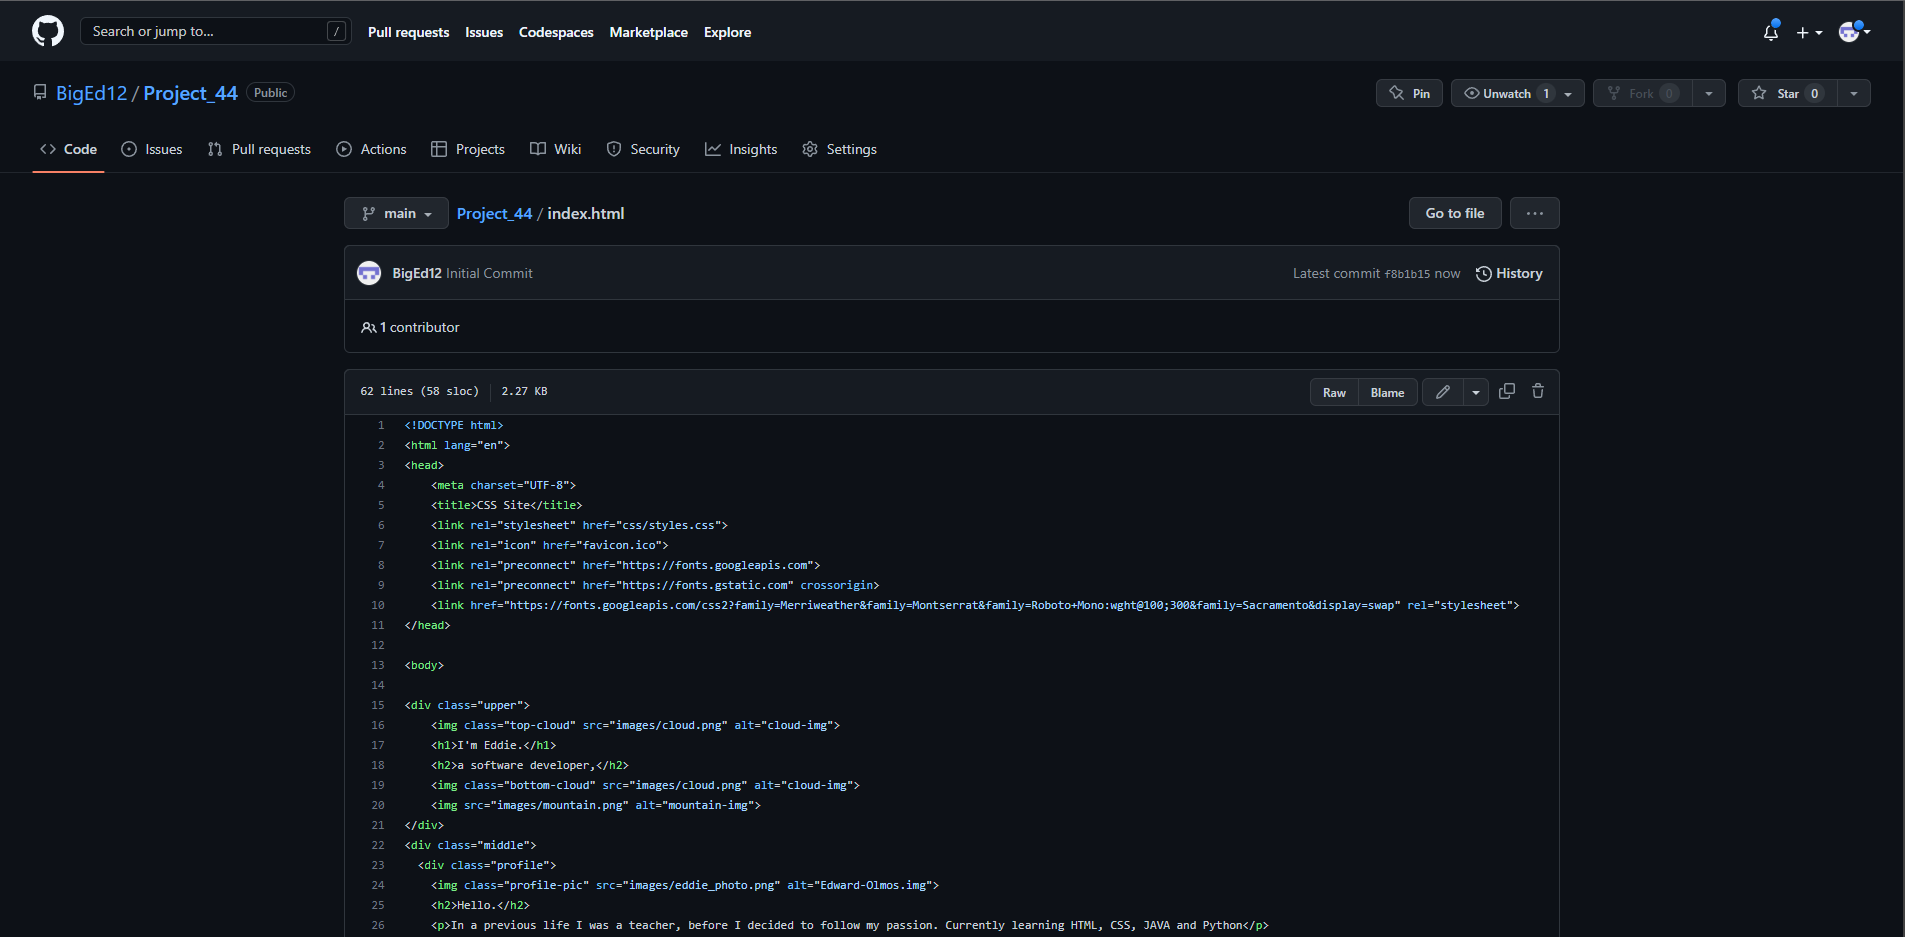 Search or jump to... /
Pull requests Issues Codespaces Marketplace Explore
BigEd12 / Project_44 Public
Pin Unwatch 1 Fork 0 Star 0
Code Issues Pull requests Actions Projects Wiki Security Insights Settings
main Project_44 / index.html Go to file ...
BigEd12 Initial Commit Latest commit f8b1b15 now History
1 contributor
62 lines (58 sloc) 2.27 KB Raw Blame
1 <!DOCTYPE html>
2 <html lang="en">
3 <head>
4 <meta charset="UTF-8">
5 <title>CSS Site</title>
6 <link rel="stylesheet" href="css/styles.css">
7 <link rel="icon" href="favicon.ico">
8 <link rel="preconnect" href="https://fonts.googleapis.com">
9 <link rel="preconnect" href="https://fonts.gstatic.com" crossorigin>
10 <link href="https://fonts.googleapis.com/css2?family=Merriweather&family=Montserrat&family=Roboto+Mono:wght@100;300&family=Sacramento&display=swap" rel="stylesheet">
11 </head>
12
13 <body>
14
15 <div class="upper">
16 <img class="top-cloud" src="images/cloud.png" alt="cloud-img">
17 <h1>I'm Eddie.</h1>
18 <h2>a software developer,</h2>
19 <img class="bottom-cloud" src="images/cloud.png" alt="cloud-img">
20 <img src="images/mountain.png" alt="mountain-img">
21 </div>
22 <div class="middle">
23 <div class="profile">
24 <img class="profile-pic" src="images/eddie_photo.png" alt="Edward-Olmos.img">
25 <h2>Hello.</h2>
26 <p>In a previous life I was a teacher, before I decided to follow my passion. Currently learning HTML, CSS, JAVA and Python</p>